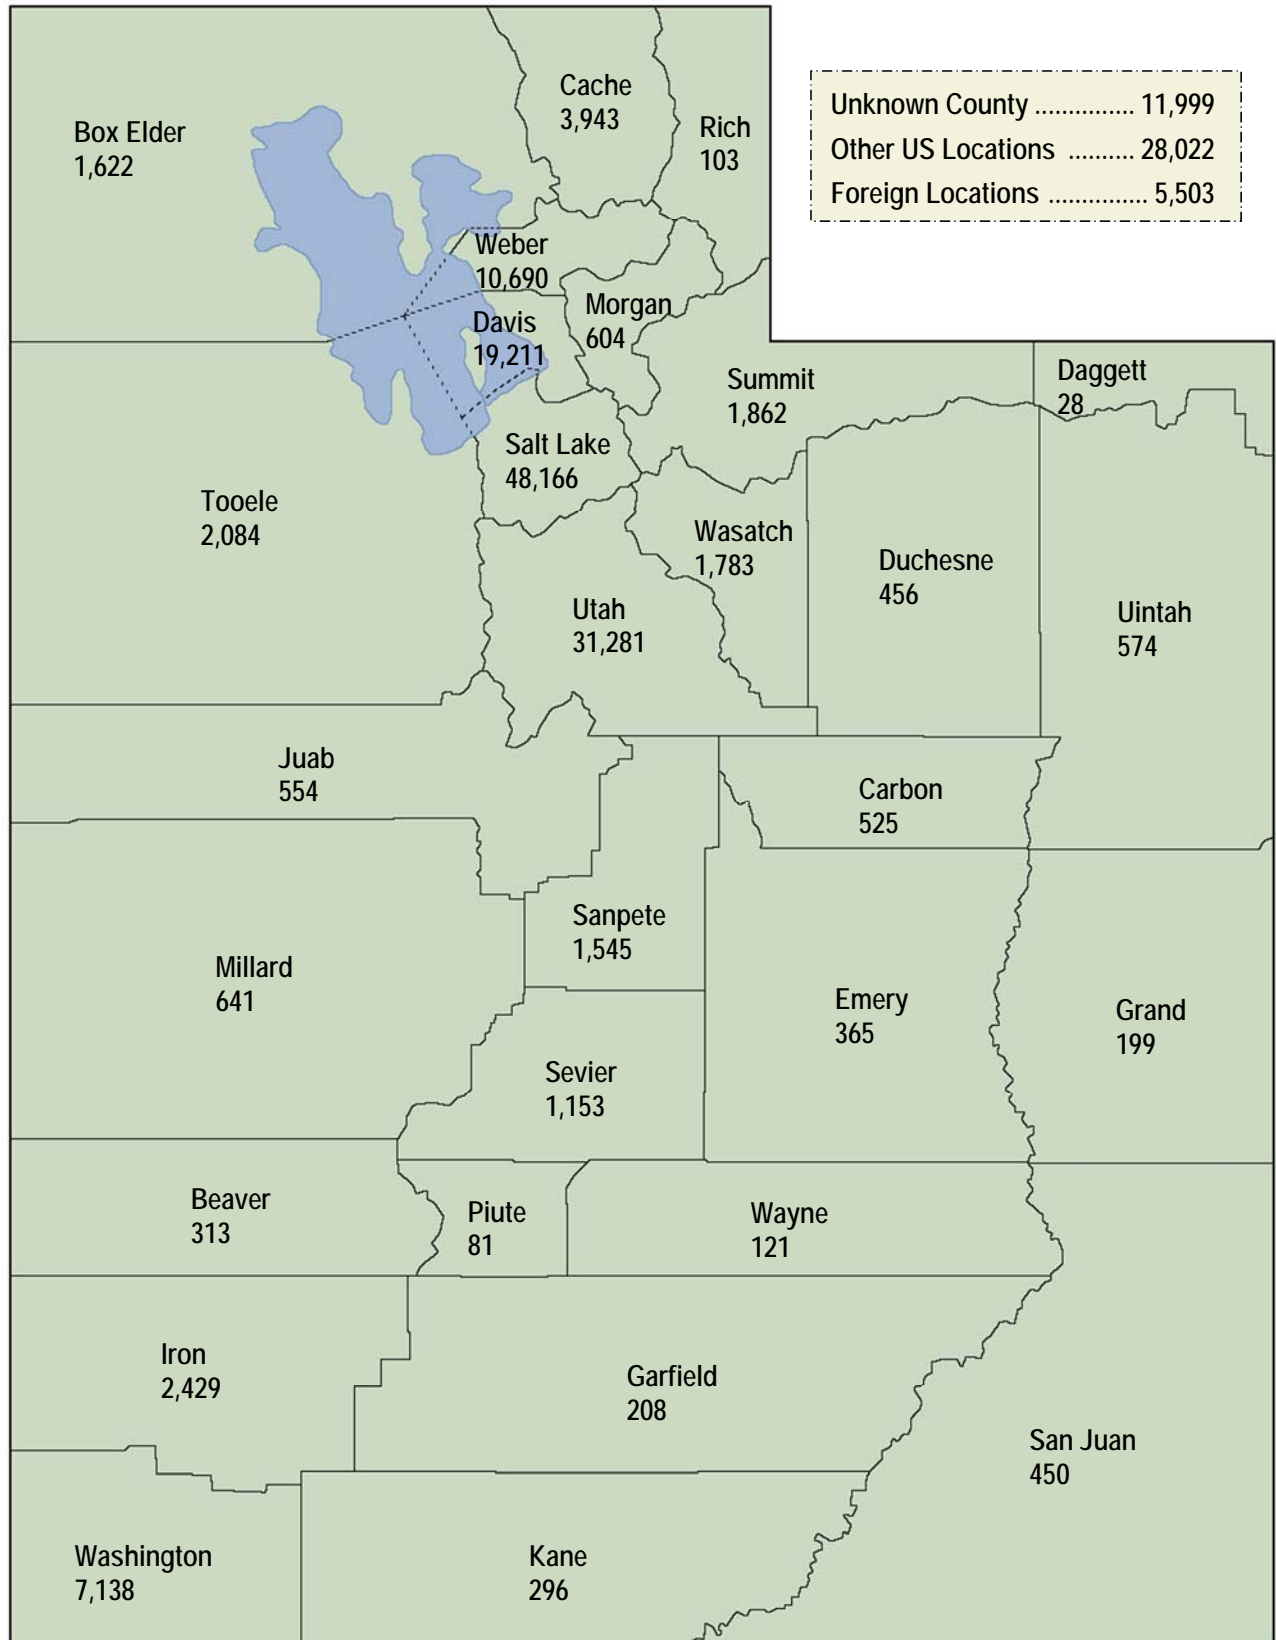 Cache
3,943
Rich
103
Box Elder
1,622
Unknown County .............. 11,999
Other US Locations .......... 28,022
Foreign Locations ............... 5,503
Weber
10,690
Morgan
604
Davis
19,211
Summit
1,862
Daggett
28
Salt Lake
48,166
Tooele
2,084
Wasatch
1,783
Duchesne
456
Utah
31,281
Uintah
574
Juab
554
Carbon
525
Sanpete
1,545
Millard
641
Emery
365
Grand
199
Sevier
1,153
Beaver
313
Piute
81
Wayne
121
Iron
2,429
Garfield
208
San Juan
450
Washington
7,138
Kane
296